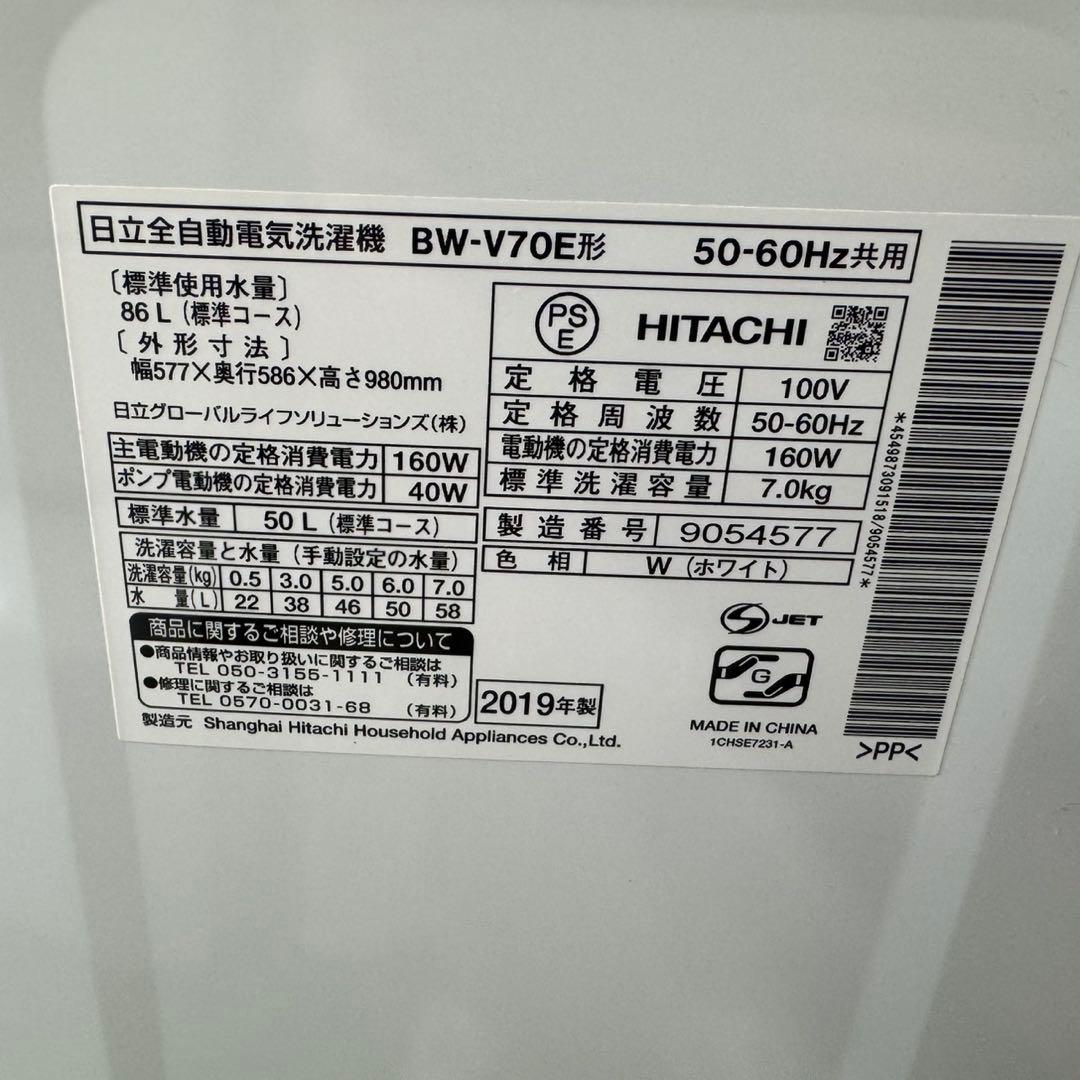 日立全自動電気洗濯機 BW-V70E形 50-60Hz共用
〔標準使用水量〕
86 L (標準コース)
〔外形寸法〕
幅577×奥行586×高さ980mm
日立グローバルライフソリューションズ(株)
主電動機の定格消費電力 160W
ポンプ電動機の定格消費電力 40W
標準水量 50 L (標準コース)
洗濯容量と水量 (手動設定の水量)
洗濯容量(kg) 0.5 3.0 5.0 6.0 7.0
水量(L) 22 38 46 50 58
商品に関するご相談や修理について
●商品情報やお取り扱いに関するご相談は
TEL 050-3155-1111 (有料)
●修理に関するご相談は
TEL 0570-0031-68 (有料)
製造元 Shanghai Hitachi Household Appliances Co.,Ltd.
PS
E
HITACHI
定格電圧 100V
定格周波数 50-60Hz
電動機の定格消費電力 160W
標準洗濯容量 7.0kg
製造番号 9054577
色相 W (ホワイト)
S JET
G
2019年製
MADE IN CHINA
1CHSE7231-A
*4549873091518/9054577*
>PP<